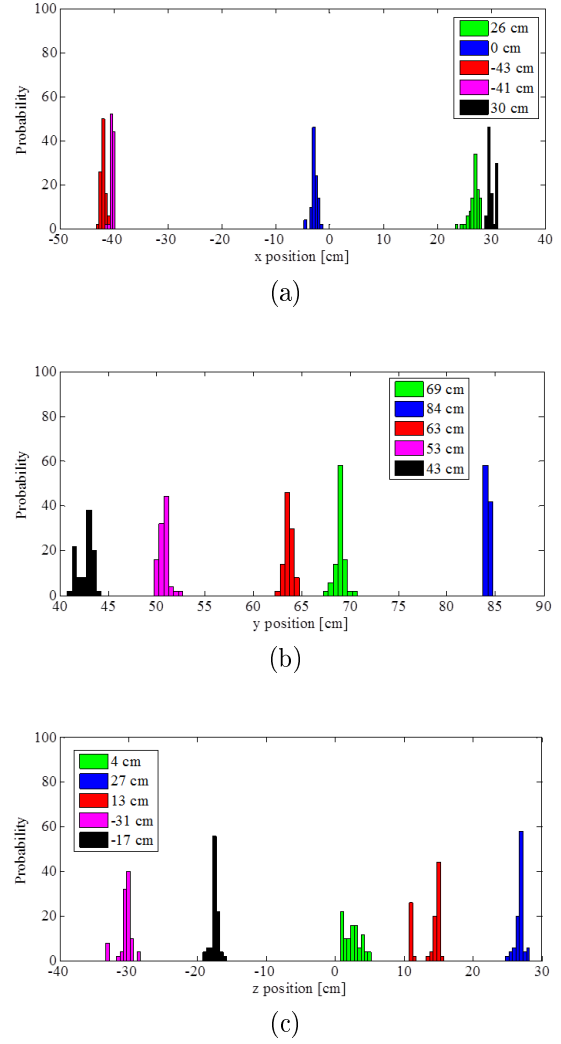 100
80
60
40
20
0
Probability
26 cm
0 cm
-43 cm
-41 cm
30 cm
-50 -40 -30 -20 -10 0 10 20 30 40
x position [cm]
(a)
100
80
60
40
20
0
Probability
69 cm
84 cm
63 cm
53 cm
43 cm
40 45 50 55 60 65 70 75 80 85 90
y position [cm]
(b)
100
80
60
40
20
0
Probability
4 cm
27 cm
13 cm
-31 cm
-17 cm
-40 -30 -20 -10 0 10 20 30
z position [cm]
(c)